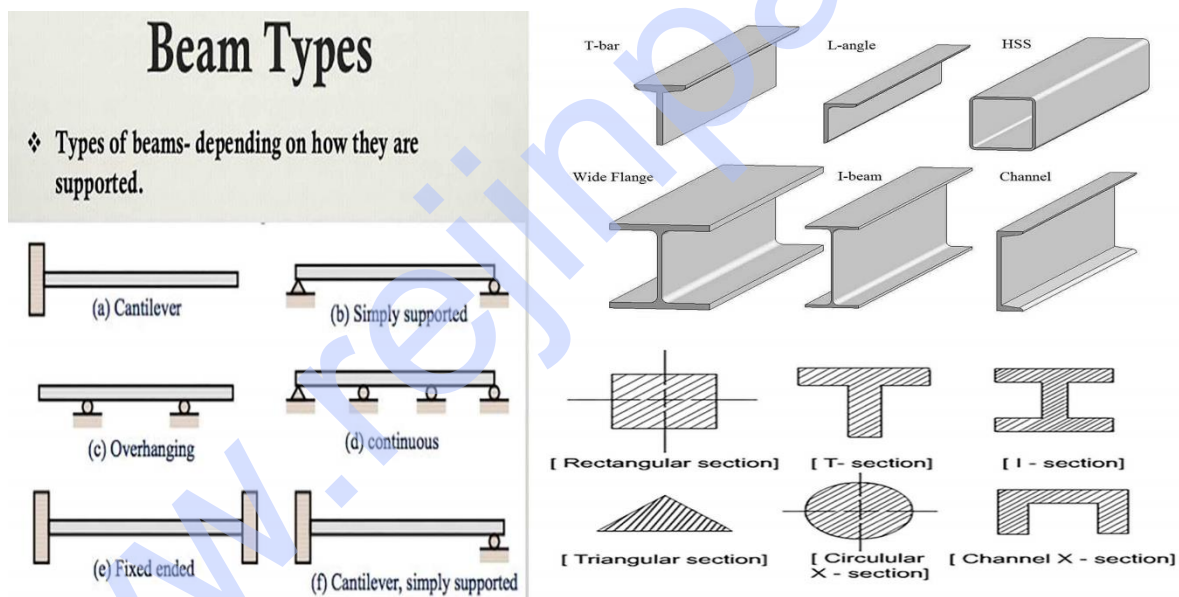 Beam Types
❖ Types of beams- depending on how they are
supported.
(a) Cantilever
(b) Simply supported
(c) Overhanging
(d) continuous
(e) Fixed ended
(f) Cantilever, simply supported
T-bar
L-angle
HSS
Wide Flange
I-beam
Channel
[ Rectangular section]
[ T- section]
[ I - section]
[ Triangular section]
[ Circulular
X - section]
[ Channel X - section]
w.rejinp